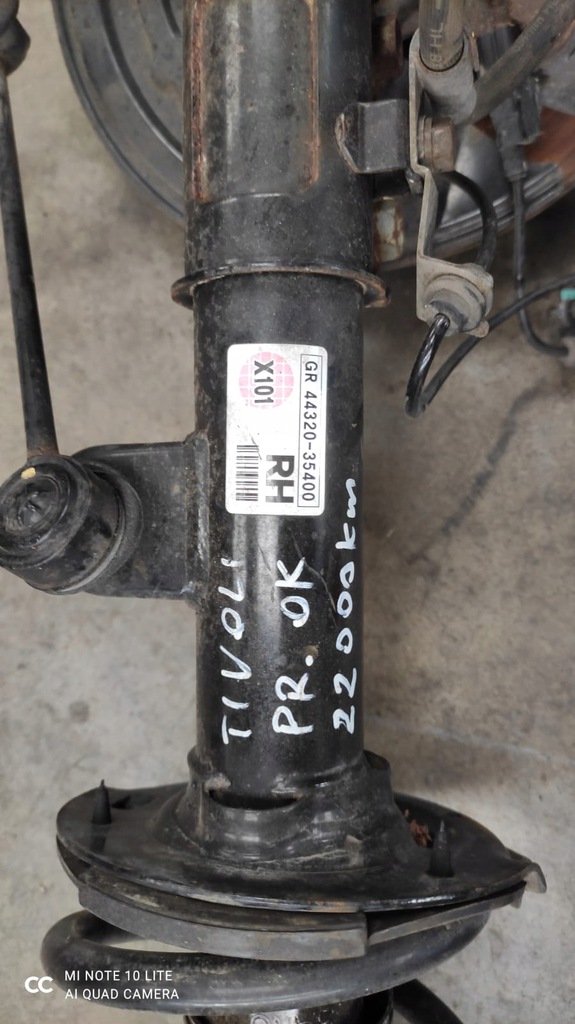 GR 44320-35400
X101
RH
TIVOLI
PR. OK
22000km
MI NOTE 10 LITE
AI QUAD CAMERA